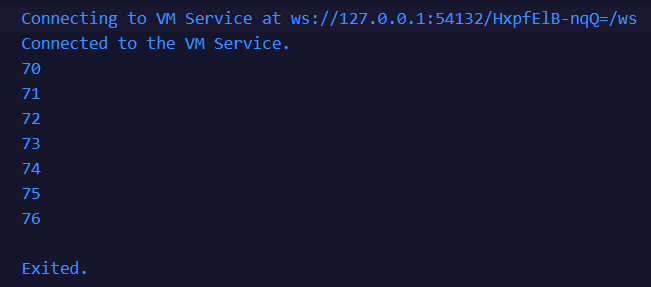 Connecting to VM Service at ws://127.0.0.1:54132/HxpfElB-nqQ=/ws
Connected to the VM Service.
70
71
72
73
74
75
76
Exited.